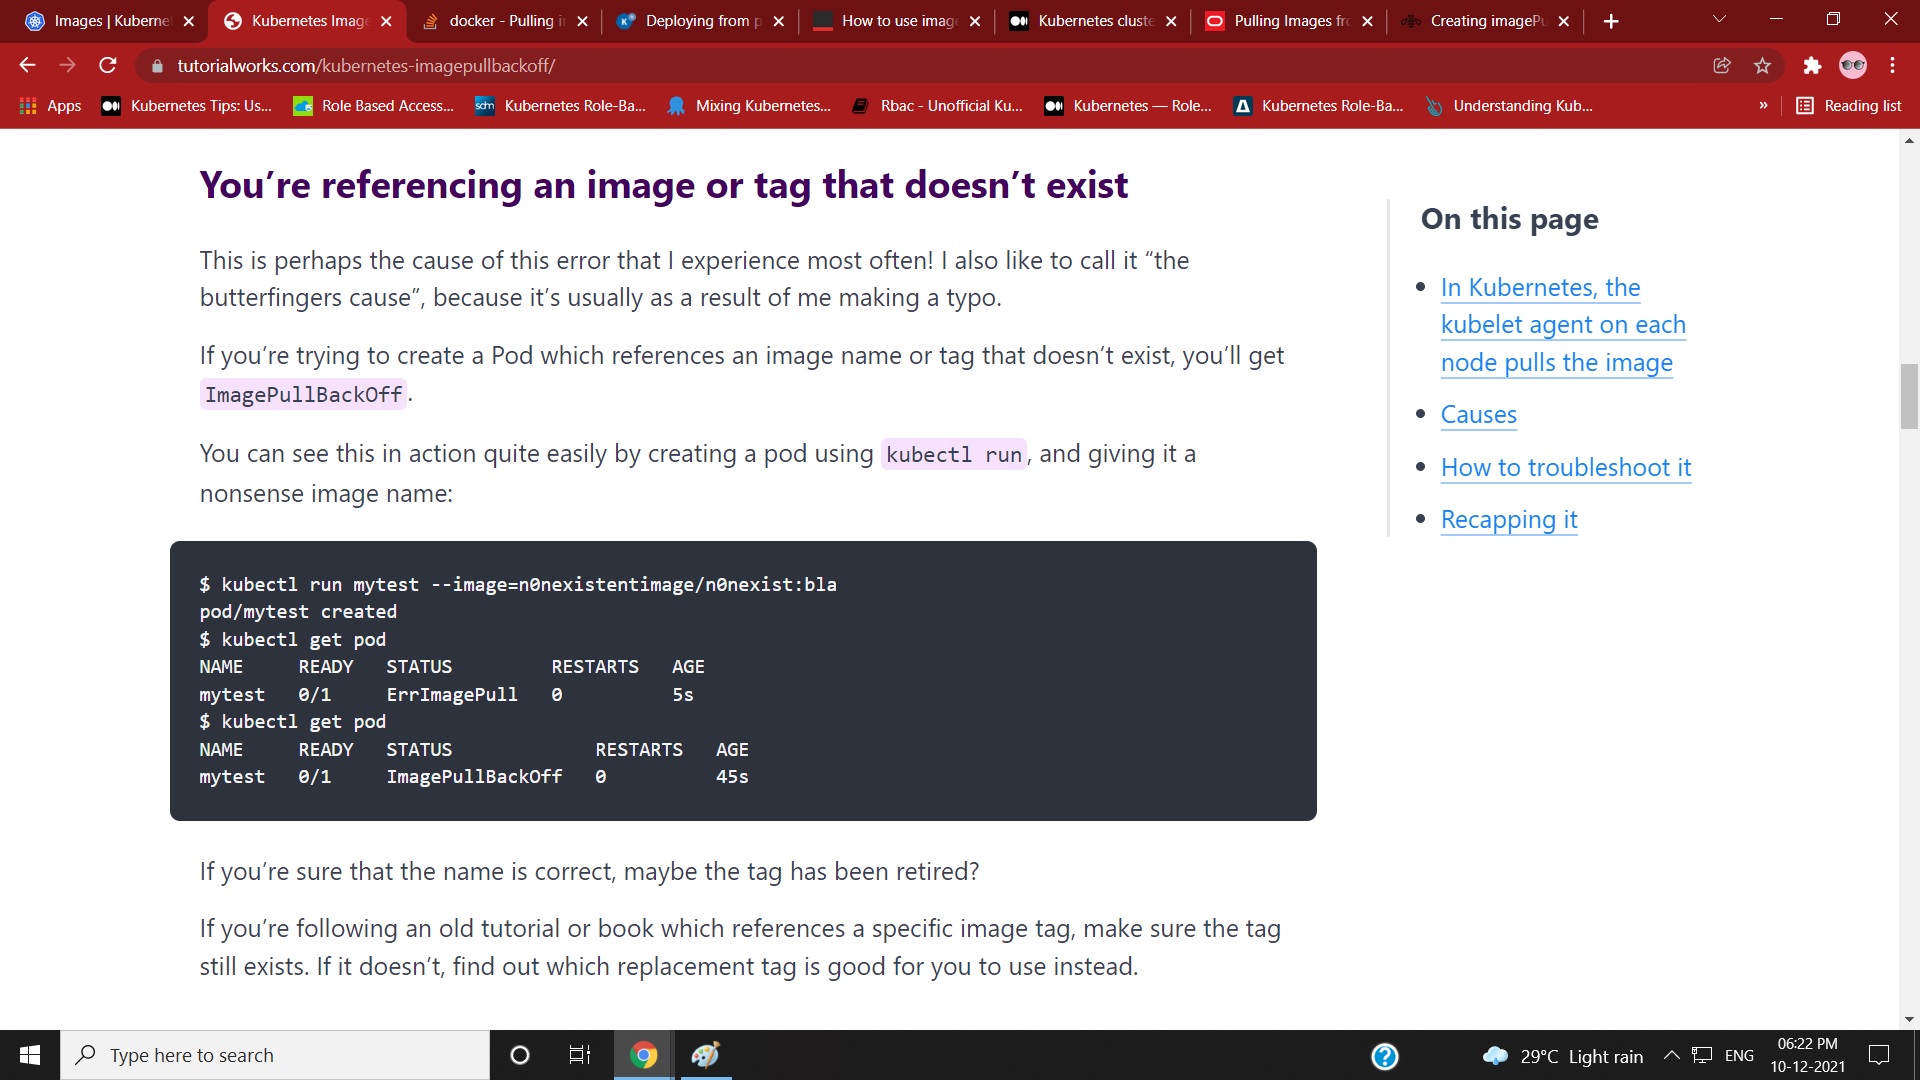 Images | Kuberne
Kubernetes Image
docker - Pulling i
Deploying from p
How to use image
Kubernetes cluste
Pulling Images fro
Creating imagePu
tutorialworks.com/kubernetes-imagepullbackoff/
Apps
Kubernetes Tips: Us...
Role Based Access...
sdm
Kubernetes Role-Ba...
Mixing Kubernetes...
Rbac - Unofficial Ku...
Kubernetes — Role...
Kubernetes Role-Ba...
Understanding Kub...
»
Reading list
You’re referencing an image or tag that doesn’t exist
This is perhaps the cause of this error that I experience most often! I also like to call it “the
butterfingers cause”, because it’s usually as a result of me making a typo.
If you’re trying to create a Pod which references an image name or tag that doesn’t exist, you’ll get
ImagePullBackOff.
You can see this in action quite easily by creating a pod using kubectl run, and giving it a
nonsense image name:
$ kubectl run mytest --image=n0nexistentimage/n0nexist:bla
pod/mytest created
$ kubectl get pod
NAME READY STATUS RESTARTS AGE
mytest 0/1 ErrImagePull 0 5s
$ kubectl get pod
NAME READY STATUS RESTARTS AGE
mytest 0/1 ImagePullBackOff 0 45s
If you’re sure that the name is correct, maybe the tag has been retired?
If you’re following an old tutorial or book which references a specific image tag, make sure the tag
still exists. If it doesn’t, find out which replacement tag is good for you to use instead.
On this page
In Kubernetes, the
kubelet agent on each
node pulls the image
Causes
How to troubleshoot it
Recapping it
Type here to search
29°C Light rain
ENG
06:22 PM
10-12-2021